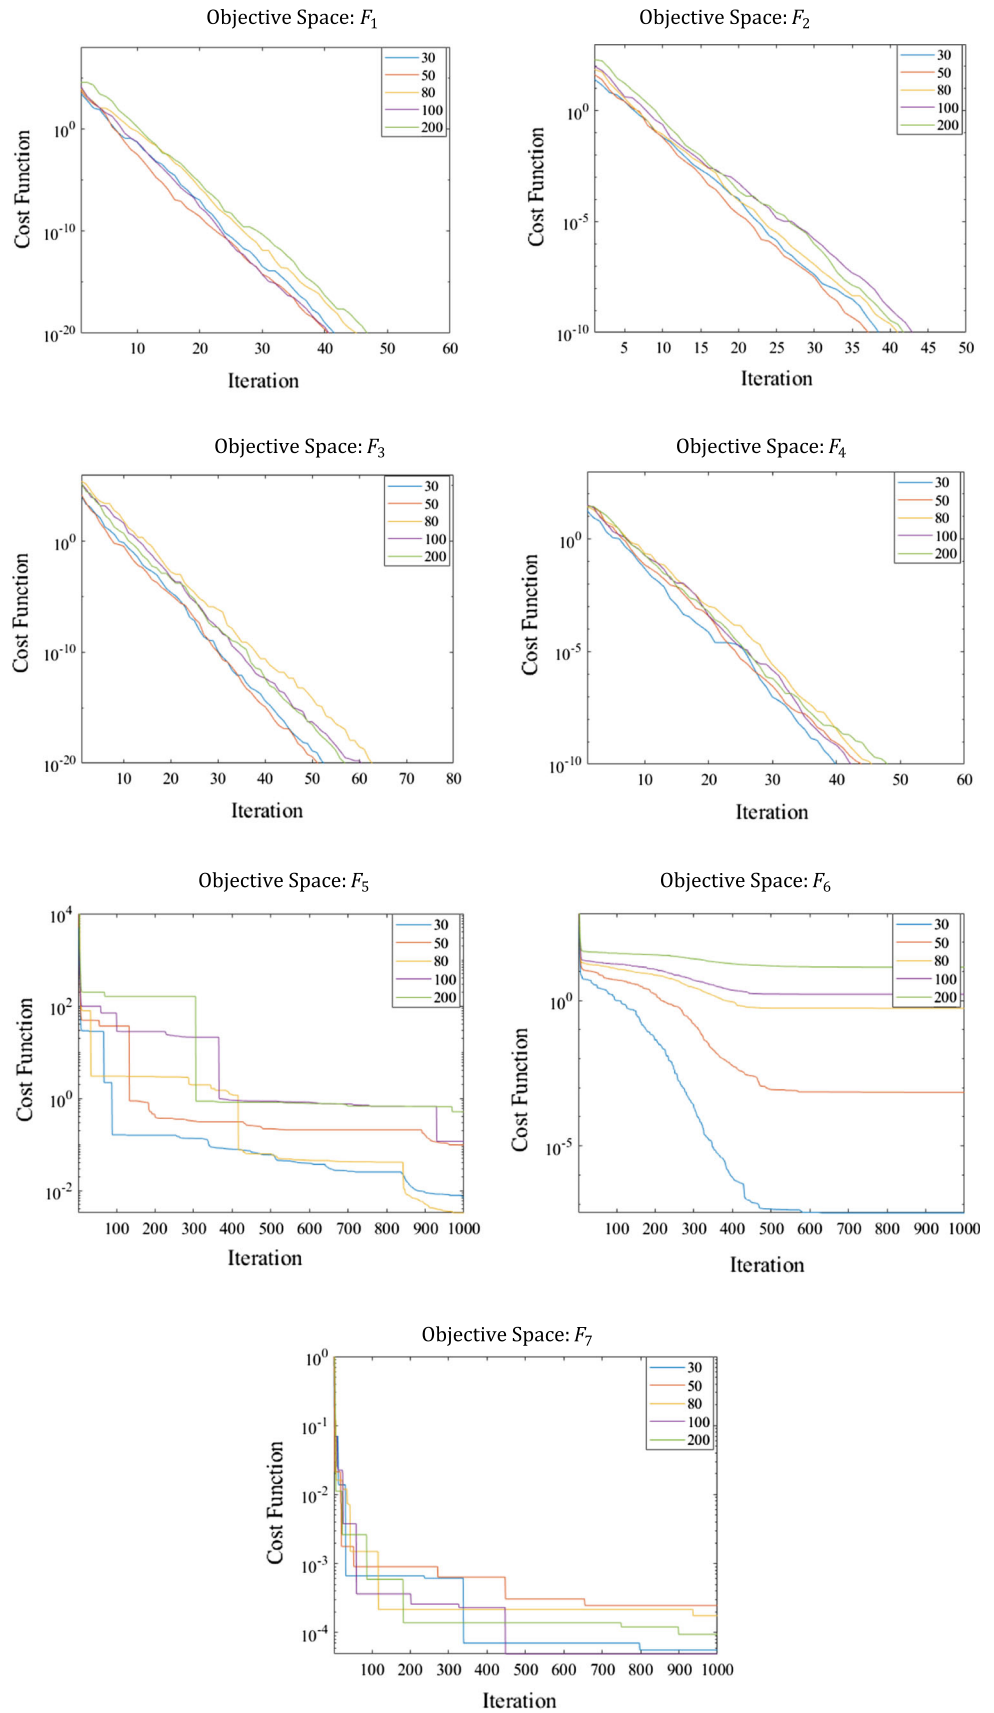 Objective Space: F1
30
50
80
100
200
10^0
10^-10
10^-20
10 20 30 40 50 60
Cost Function
Iteration
Objective Space: F2
30
50
80
100
200
10^0
10^-5
10^-10
5 10 15 20 25 30 35 40 45 50
Cost Function
Iteration
Objective Space: F3
30
50
80
100
200
10^0
10^-10
10^-20
10 20 30 40 50 60 70 80
Cost Function
Iteration
Objective Space: F4
30
50
80
100
200
10^0
10^-5
10^-10
10 20 30 40 50 60
Cost Function
Iteration
Objective Space: F5
30
50
80
100
200
10^4
10^2
10^0
10^-2
100 200 300 400 500 600 700 800 900 1000
Cost Function
Iteration
Objective Space: F6
30
50
80
100
200
10^0
10^-5
100 200 300 400 500 600 700 800 900 1000
Cost Function
Iteration
Objective Space: F7
30
50
80
100
200
10^0
10^-1
10^-2
10^-3
10^-4
100 200 300 400 500 600 700 800 900 1000
Cost Function
Iteration